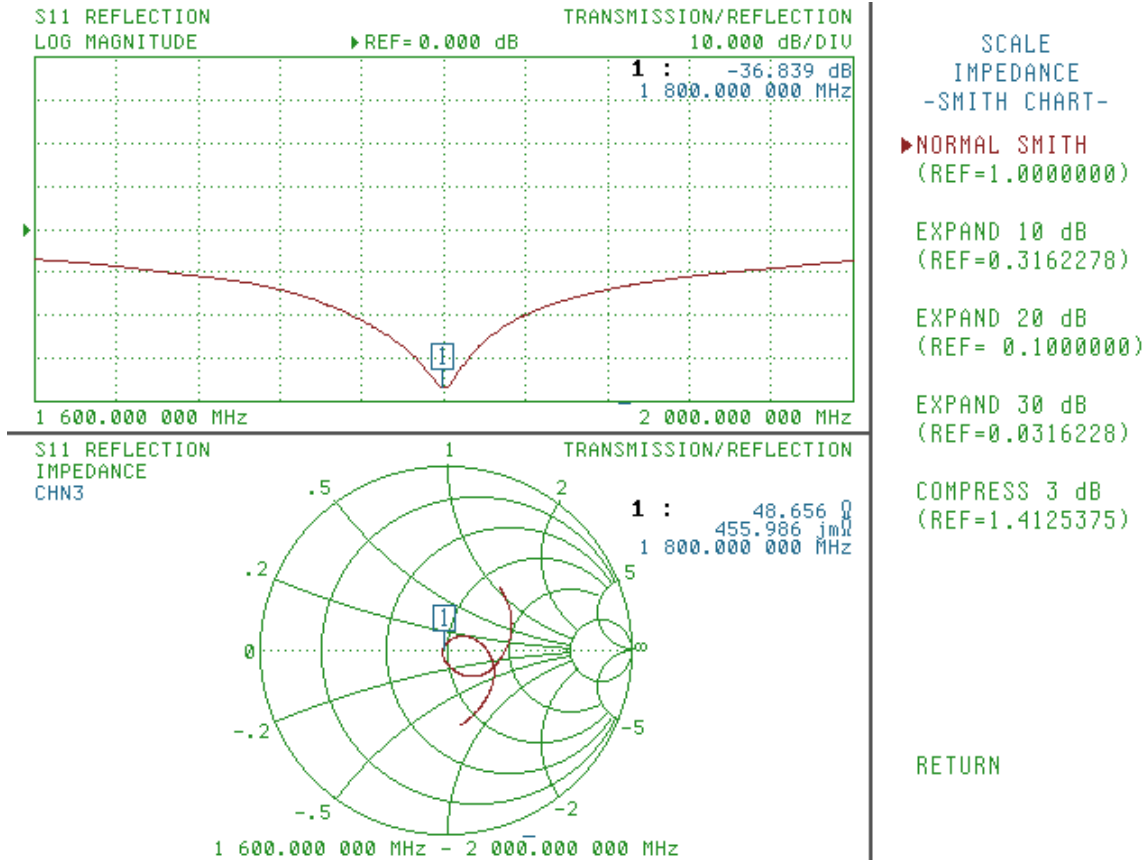 S11 REFLECTION TRANSMISSION/REFLECTION
LOG MAGNITUDE ▶REF= 0.000 dB 10.000 dB/DIV
1 : -36.839 dB
1 800.000 000 MHz
1
1 600.000 000 MHz 2 000.000 000 MHz
S11 REFLECTION TRANSMISSION/REFLECTION
IMPEDANCE
CHN3
1 : 48.656 Ω
455.986 jmΩ
1 800.000 000 MHz
1
.5
2
.2
5
1
0
∞
-.2
-5
-.5
-2
1 600.000 000 MHz - 2 000.000 000 MHz
SCALE
IMPEDANCE
-SMITH CHART-
▶NORMAL SMITH
(REF=1.0000000)
EXPAND 10 dB
(REF=0.3162278)
EXPAND 20 dB
(REF= 0.1000000)
EXPAND 30 dB
(REF=0.0316228)
COMPRESS 3 dB
(REF=1.4125375)
RETURN